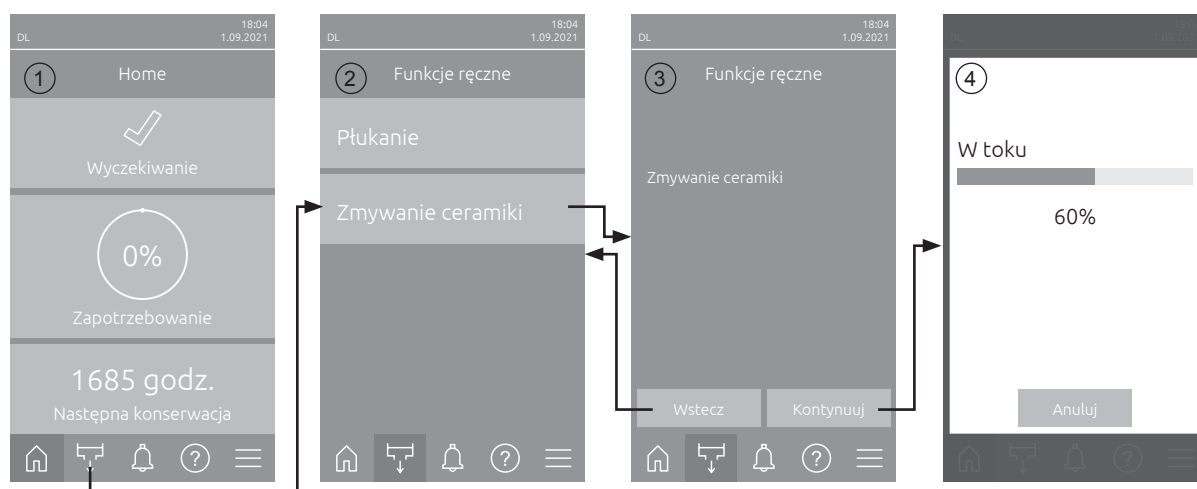 18:04
DL 1.09.2021
1 Home
Wyczekiwanie
0%
Zapotrzebowanie
1685 godz.
Następna konserwacja
?
18:04
DL 1.09.2021
2 Funkcje ręczne
Płukanie
Zmywanie ceramiki
?
18:04
DL 1.09.2021
3 Funkcje ręczne
Zmywanie ceramiki
Wstecz Kontynuuj
?
4
W toku
60%
Anuluj
?